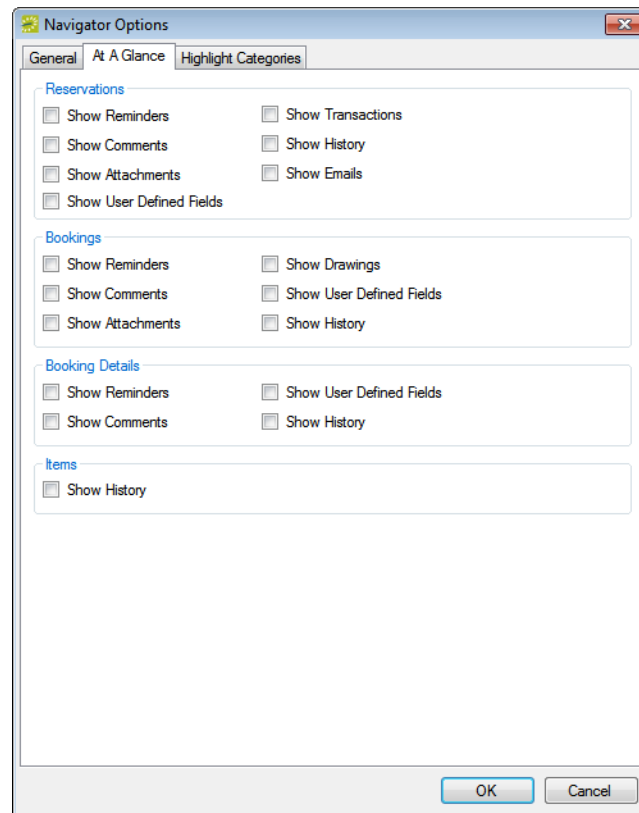 Navigator Options
General At A Glance Highlight Categories
Reservations
Show Reminders Show Transactions
Show Comments Show History
Show Attachments Show Emails
Show User Defined Fields
Bookings
Show Reminders Show Drawings
Show Comments Show User Defined Fields
Show Attachments Show History
Booking Details
Show Reminders Show User Defined Fields
Show Comments Show History
Items
Show History
OK Cancel